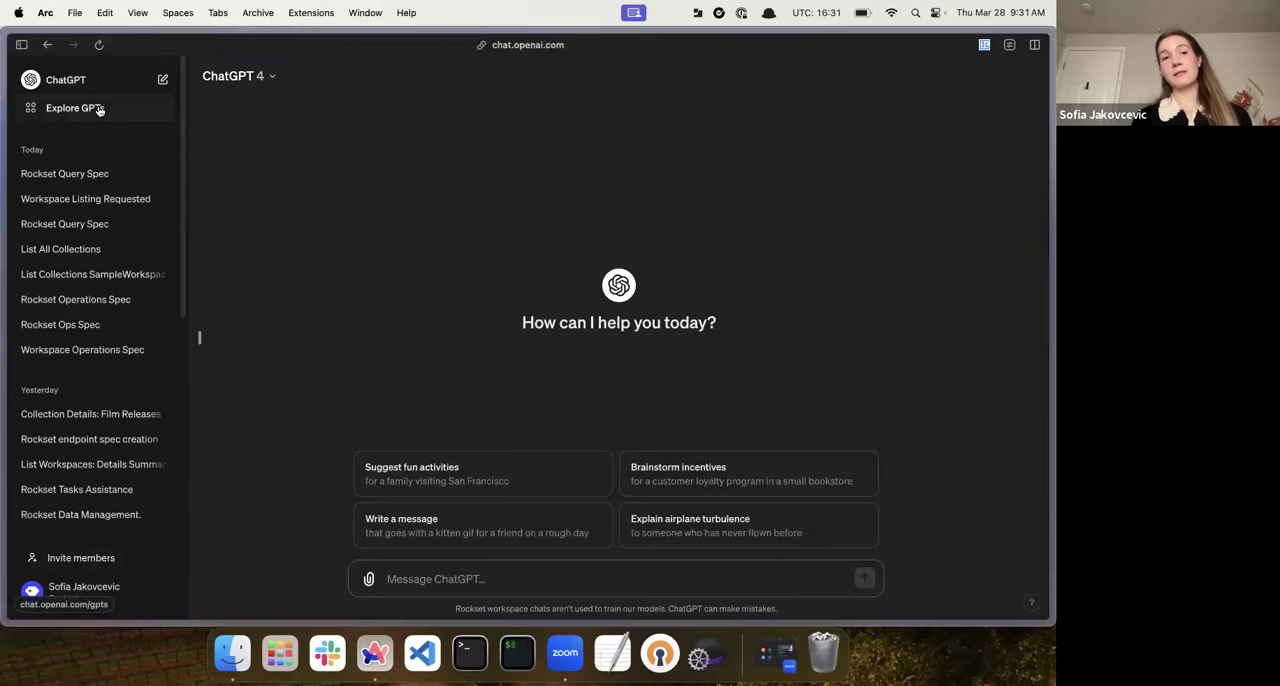 Arc File Edit View Spaces Tabs Archive Extensions Window Help
UTC: 16:31
Thu Mar 28 9:31 AM
chat.openai.com
ChatGPT
Explore GPTs
Today
Rockset Query Spec
Workspace Listing Requested
Rockset Query Spec
List All Collections
List Collections SampleWorkspac
Rockset Operations Spec
Rockset Ops Spec
Workspace Operations Spec
Yesterday
Collection Details: Film Releases
Rockset endpoint spec creation
List Workspaces: Details Summar
Rockset Tasks Assistance
Rockset Data Management.
Invite members
Sofia Jakovcevic
chat.openai.com/gpts
ChatGPT 4
How can I help you today?
Suggest fun activities
for a family visiting San Francisco
Brainstorm incentives
for a customer loyalty program in a small bookstore
Write a message
that goes with a kitten gif for a friend on a rough day
Explain airplane turbulence
to someone who has never flown before
Message ChatGPT...
Rockset workspace chats aren't used to train our models. ChatGPT can make mistakes.
?
zoom
Sofia Jakovcevic